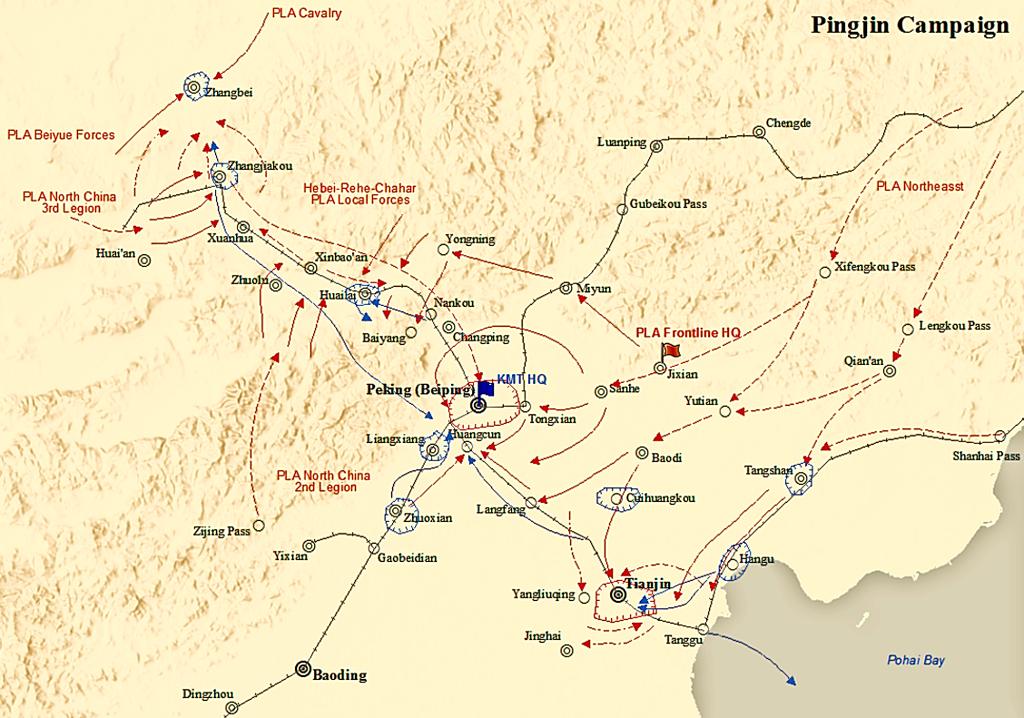 PLA Cavalry
Pingjin Campaign
Zhangbei
Chengde
PLA Beiyue Forces
Luanping
Zhangjiakou
PLA North China
3rd Legion
Hebei-Rehe-Chahar
PLA Local Forces
PLA Northeasst
Gubeikou Pass
Xuanhua
Yongning
Huai'an
Xinbao'an
Xifengkou Pass
Zhuolu
Huailai
Miyun
Nankou
Lengkou Pass
Baiyang
Changping
PLA Frontline HQ
Qian'an
Jixian
KMT HQ
Peking (Beiping)
Sanhe
Yutian
Tongxian
Liangxiang
Huangcun
Baodi
Shanhai Pass
Tangshan
PLA North China
2nd Legion
Cuihuangkou
Langfang
Zhuoxian
Zijing Pass
Yixian
Gaobeidian
Hangu
Tianjin
Yangliuqing
Jinghai
Tanggu
Pohai Bay
Baoding
Dingzhou